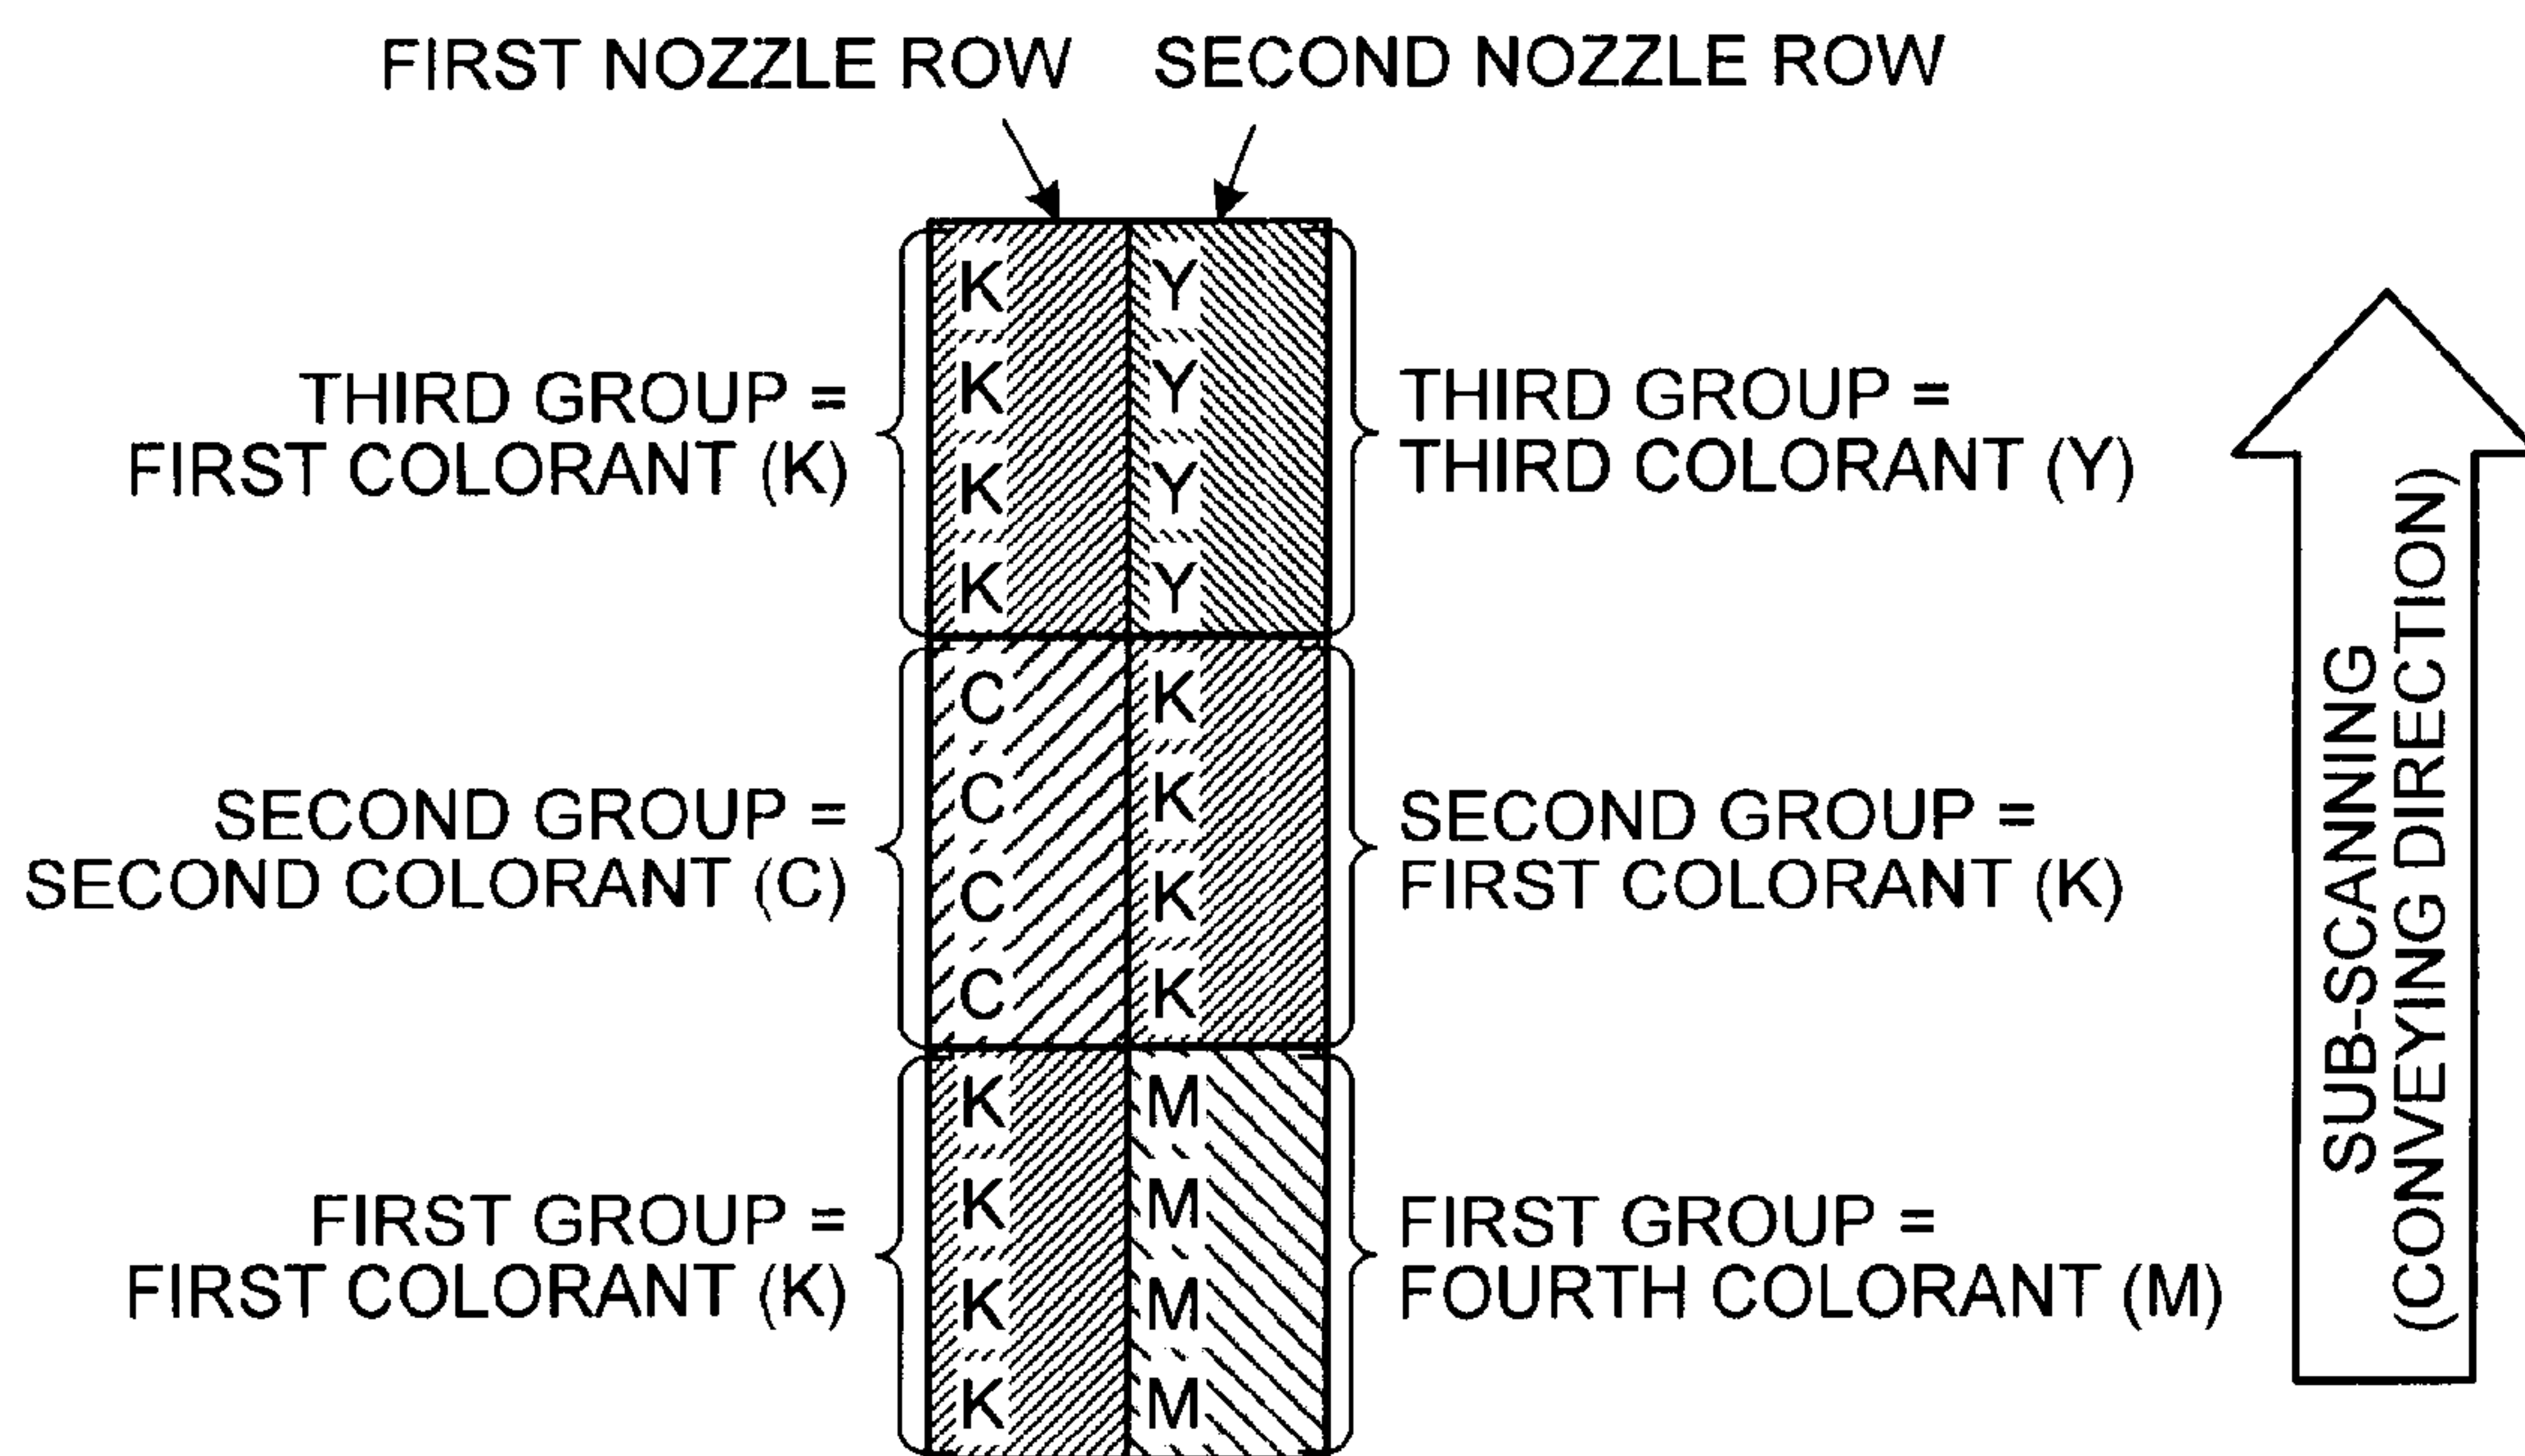 FIRST NOZZLE ROW SECOND NOZZLE ROW
K Y
K Y
K Y
K Y
THIRD GROUP =
FIRST COLORANT (K)
THIRD GROUP =
THIRD COLORANT (Y)
C K
C K
C K
C K
SECOND GROUP =
SECOND COLORANT (C)
SECOND GROUP =
FIRST COLORANT (K)
K M
K M
K M
K M
FIRST GROUP =
FIRST COLORANT (K)
FIRST GROUP =
FOURTH COLORANT (M)
SUB-SCANNING
(CONVEYING DIRECTION)